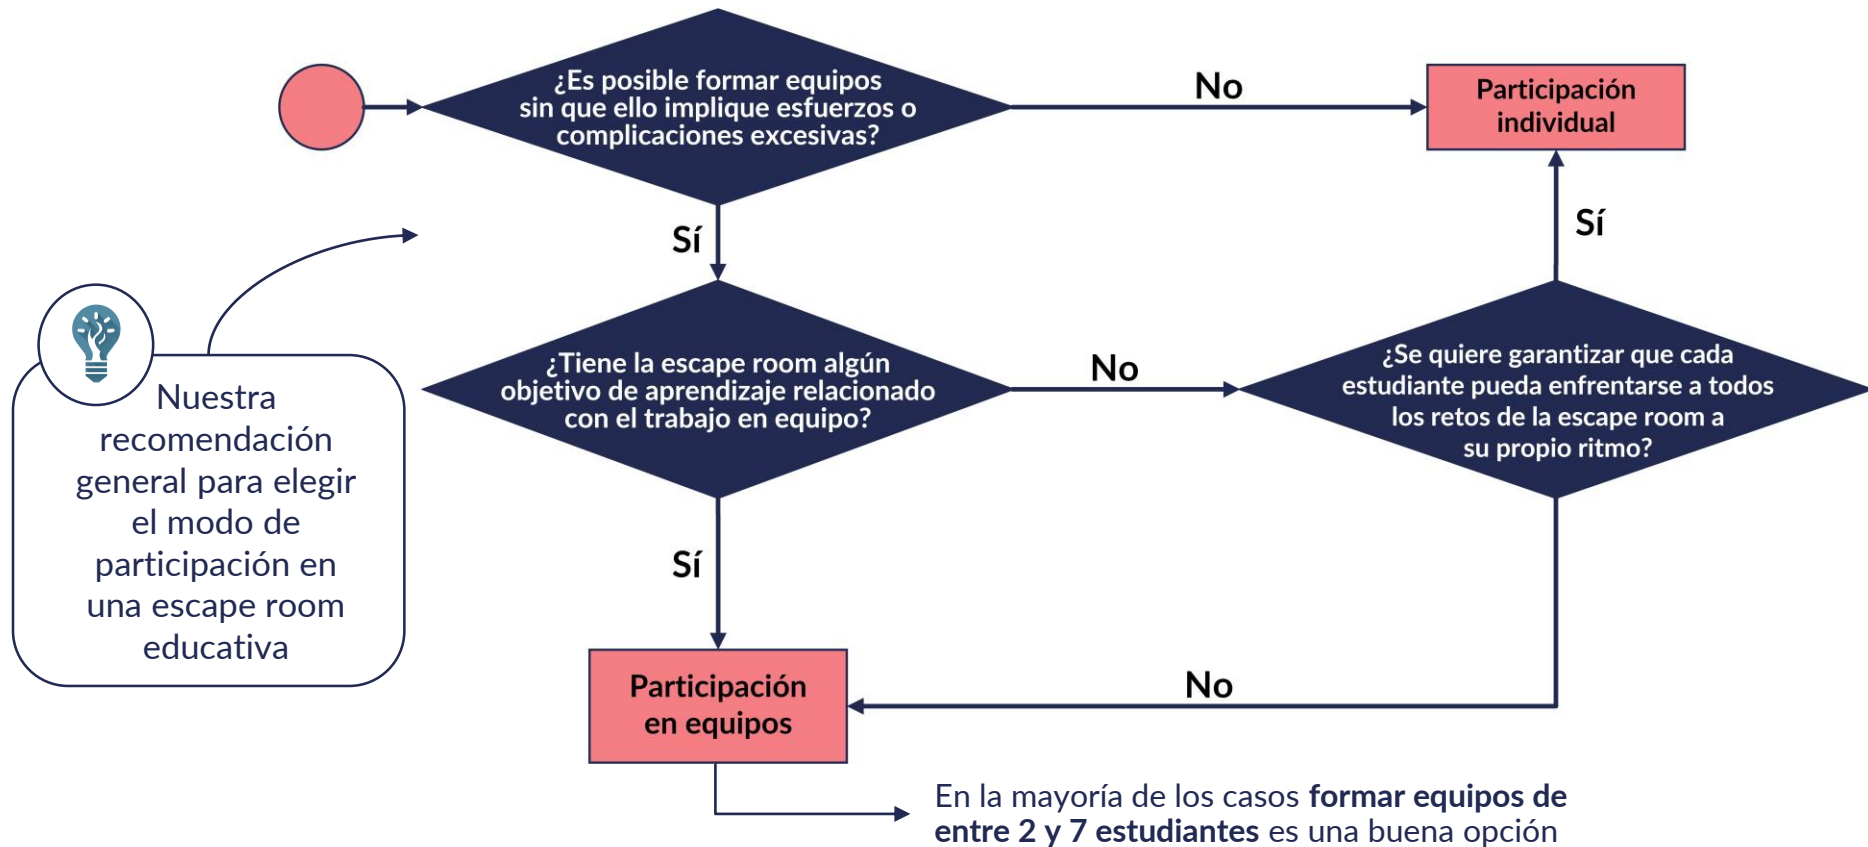 ¿Es posible formar equipos
sin que ello implique esfuerzos o
complicaciones excesivas?
No
Participación
individual
Sí
Sí
¿Tiene la escape room algún
objetivo de aprendizaje relacionado
con el trabajo en equipo?
No
¿Se quiere garantizar que cada
estudiante pueda enfrentarse a todos
los retos de la escape room a
su propio ritmo?
Nuestra
recomendación
general para elegir
el modo de
participación en
una escape room
educativa
Sí
Participación
en equipos
No
En la mayoría de los casos formar equipos de
entre 2 y 7 estudiantes es una buena opción